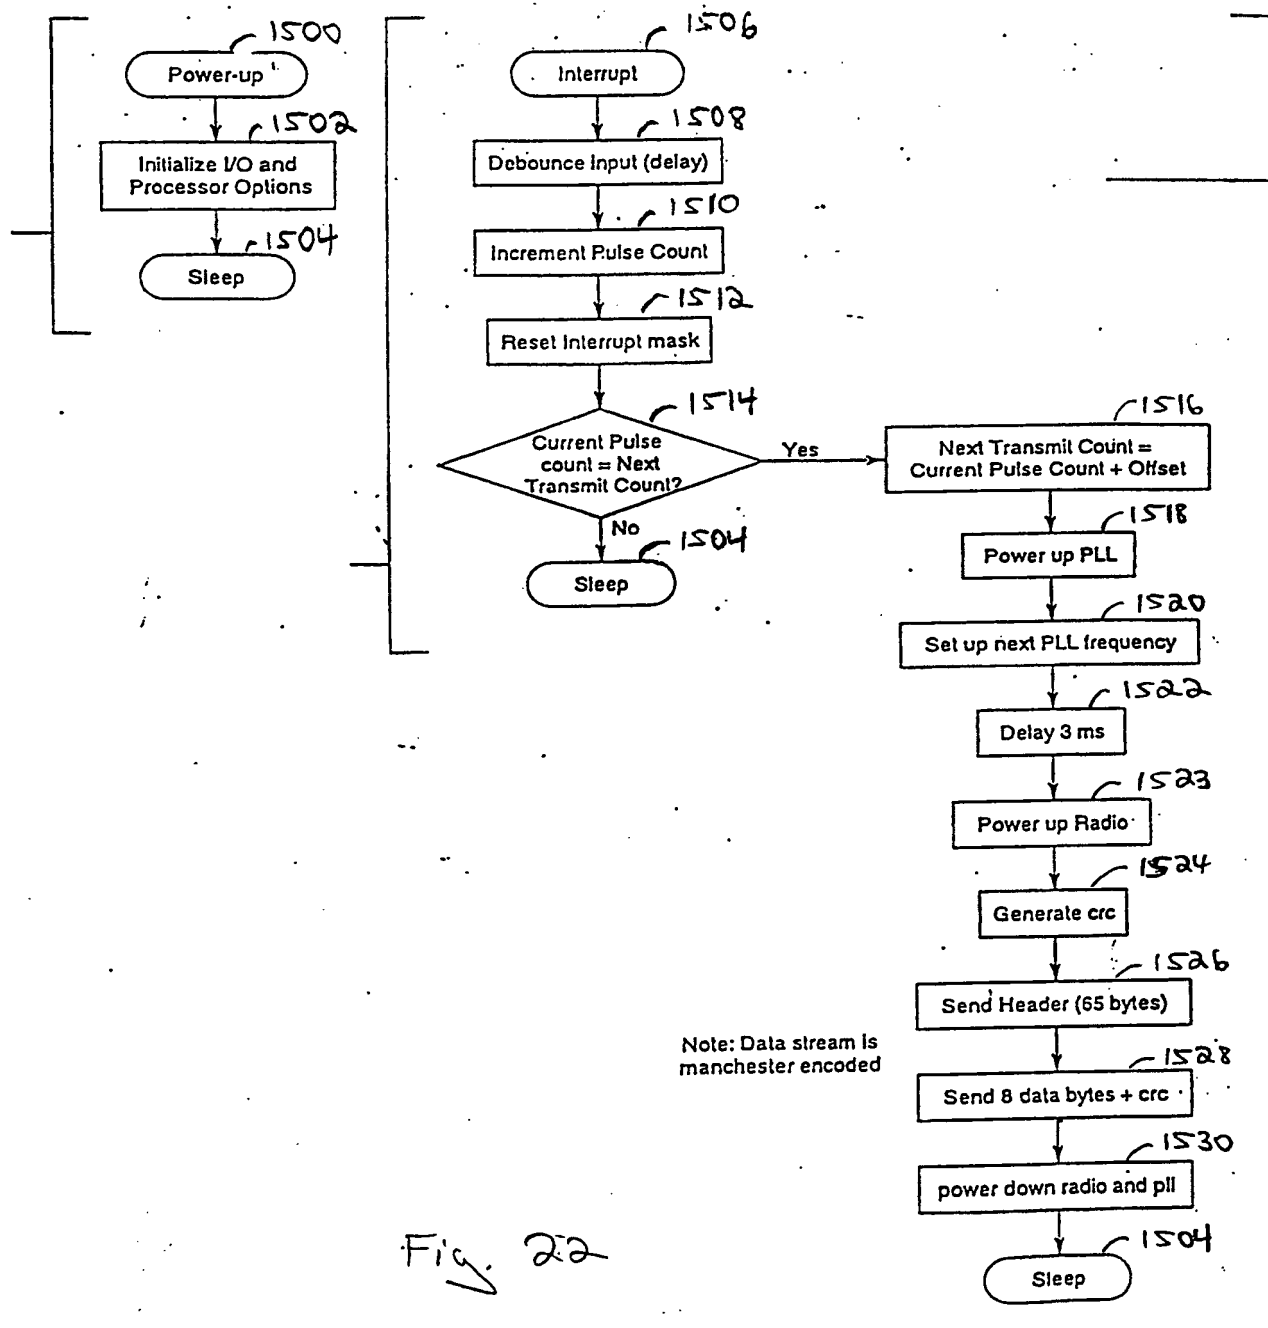 1500
Power-up
1502
Initialize I/O and
Processor Options
1504
Sleep
1506
Interrupt
1508
Debounce Input (delay)
1510
Increment Pulse Count
1512
Reset Interrupt mask
1514
Current Pulse
count = Next
Transmit Count?
Yes
No
1504
Sleep
1516
Next Transmit Count =
Current Pulse Count + Offset
1518
Power up PLL
1520
Set up next PLL frequency
1522
Delay 3 ms
1523
Power up Radio
1524
Generate crc
1526
Send Header (65 bytes)
Note: Data stream is
manchester encoded
1528
Send 8 data bytes + crc
1530
power down radio and pll
1504
Sleep
Fig. 22